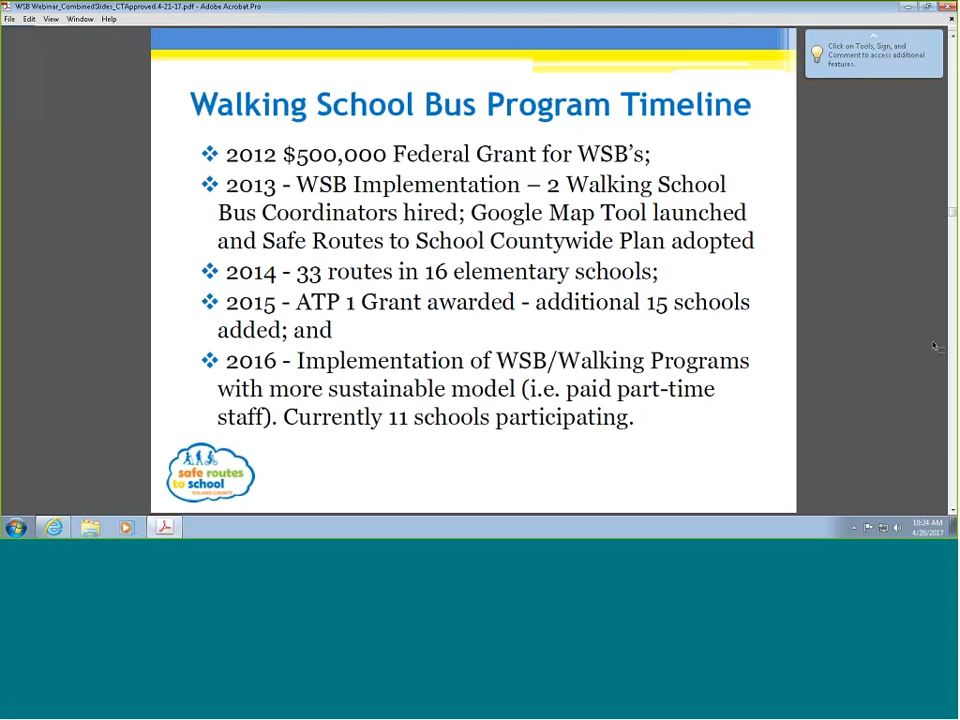 WSB Webinar_CombinedSlides_CTApproved.4-21-17.pdf - Adobe Acrobat Pro
File Edit View Window Help
Click on Tools, Sign, and
Comment to access additional
features.
Walking School Bus Program Timeline
❖ 2012 $500,000 Federal Grant for WSB's;
❖ 2013 - WSB Implementation – 2 Walking School
Bus Coordinators hired; Google Map Tool launched
and Safe Routes to School Countywide Plan adopted
❖ 2014 - 33 routes in 16 elementary schools;
❖ 2015 - ATP 1 Grant awarded - additional 15 schools
added; and
❖ 2016 - Implementation of WSB/Walking Programs
with more sustainable model (i.e. paid part-time
staff). Currently 11 schools participating.
safe routes
to school
SOLANO COUNTY
10:24 AM
4/26/2017